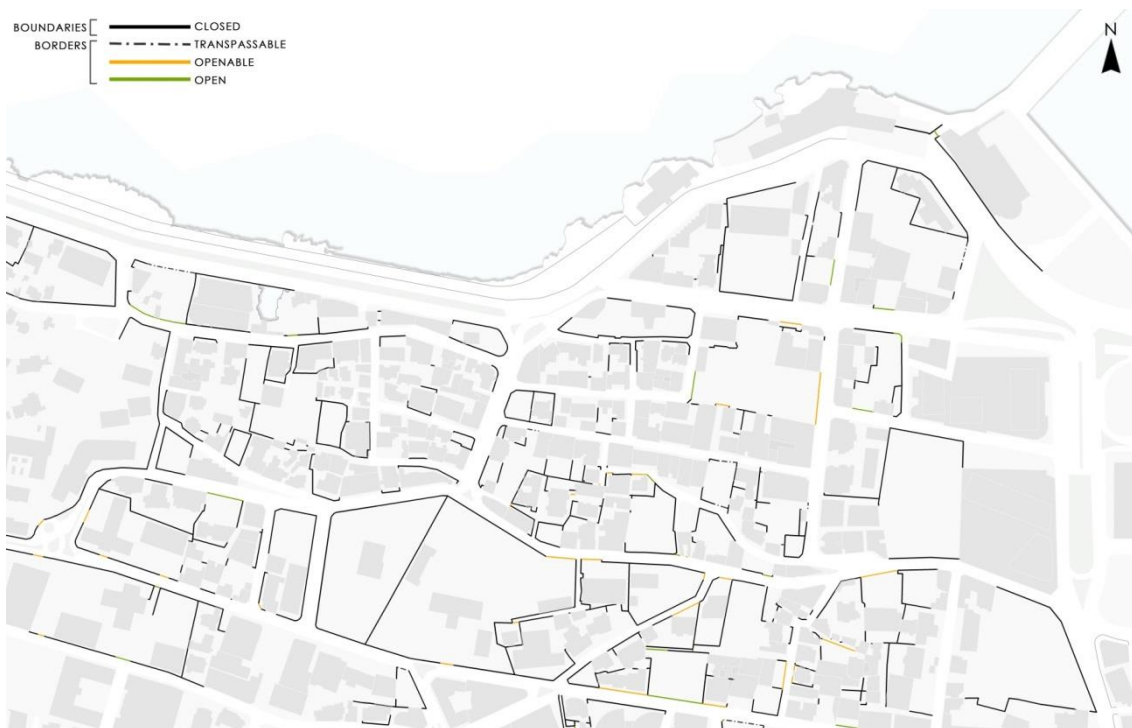 BOUNDARIES CLOSED
BORDERS TRANSPASSABLE
OPENABLE
OPEN
N